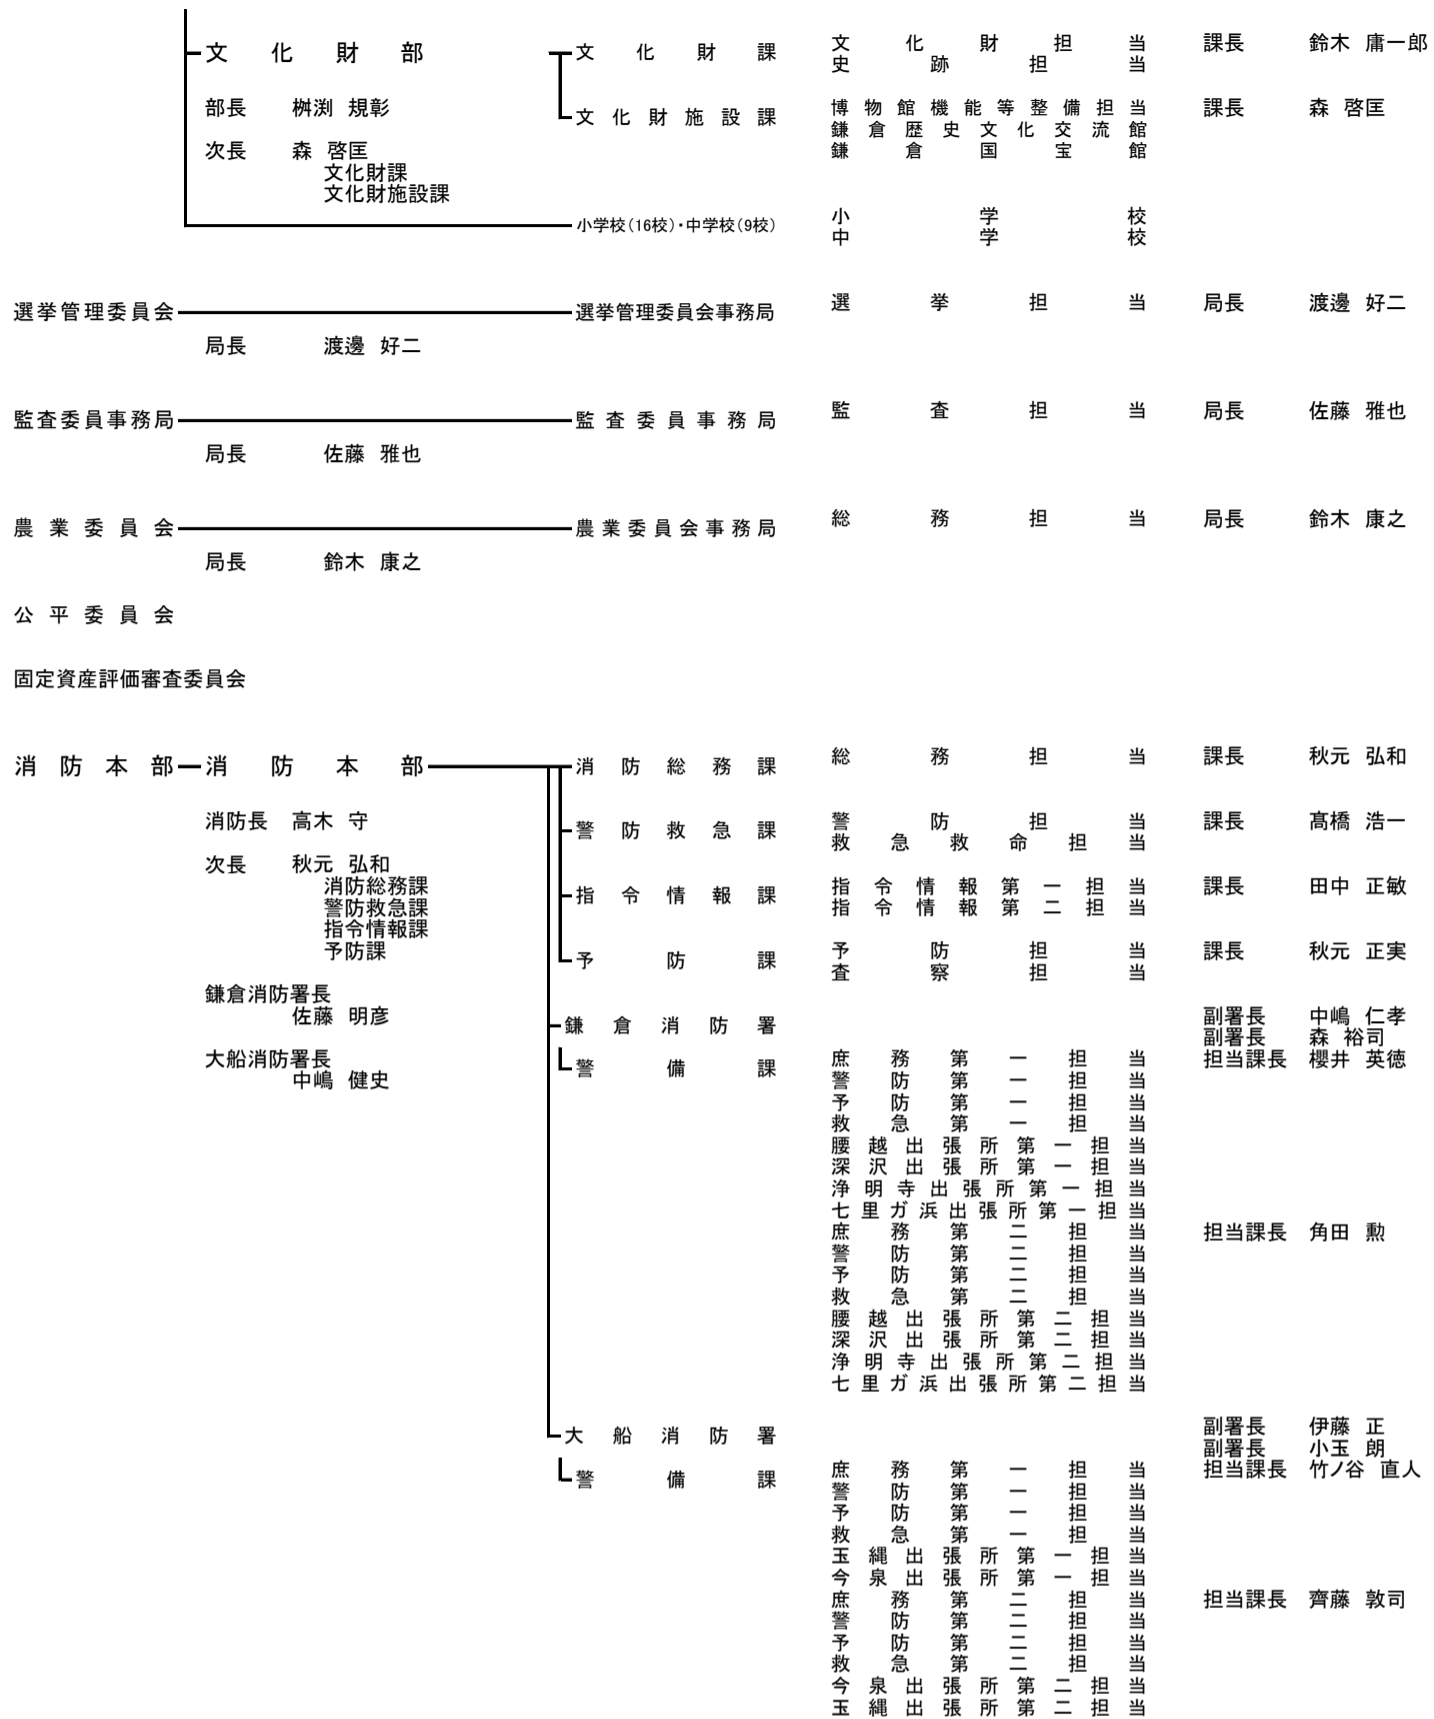 文化財部 文化財課 文化財担当 課長 鈴木 庸一郎
史跡担当
部長 桝渕 規彰 文化財施設課 博物館機能等整備担当 課長 森 啓匡
鎌倉歴史文化交流館
次長 森 啓匡 鎌倉国宝館
文化財課
文化財施設課
小学校(16校)・中学校(9校) 小学校
中学校
選挙管理委員会 選挙管理委員会事務局 選挙担当 局長 渡邊 好二
局長 渡邊 好二
監査委員事務局 監査委員事務局 監査担当 局長 佐藤 雅也
局長 佐藤 雅也
農業委員会 農業委員会事務局 総務担当 局長 鈴木 康之
局長 鈴木 康之
公平委員会
固定資産評価審査委員会
消防本部 消防本部 消防総務課 総務担当 課長 秋元 弘和
消防長 高木 守 警防救急課 警防担当 課長 髙橋 浩一
救急救命担当
次長 秋元 弘和
消防総務課 指令情報課 指令情報第一担当 課長 田中 正敏
警防救急課 指令情報第二担当
指令情報課
予防課 予防課 予防担当 課長 秋元 正実
査察担当
鎌倉消防署長
佐藤 明彦 鎌倉消防署 副署長 中嶋 仁孝
副署長 森 裕司
大船消防署長 警備課 庶務第一担当 担当課長 櫻井 英徳
中嶋 健史 警防第一担当
予防第一担当
救急第一担当
腰越出張所第一担当
深沢出張所第一担当
浄明寺出張所第一担当
七里ガ浜出張所第一担当
庶務第二担当 担当課長 角田 勲
警防第二担当
予防第二担当
救急第二担当
腰越出張所第二担当
深沢出張所第二担当
浄明寺出張所第二担当
七里ガ浜出張所第二担当
大船消防署 副署長 伊藤 正
副署長 小玉 朗
警備課 庶務第一担当 担当課長 竹ノ谷 直人
警防第一担当
予防第一担当
救急第一担当
玉縄出張所第一担当
今泉出張所第一担当
庶務第二担当 担当課長 齊藤 敦司
警防第二担当
予防第二担当
救急第二担当
今泉出張所第二担当
玉縄出張所第二担当